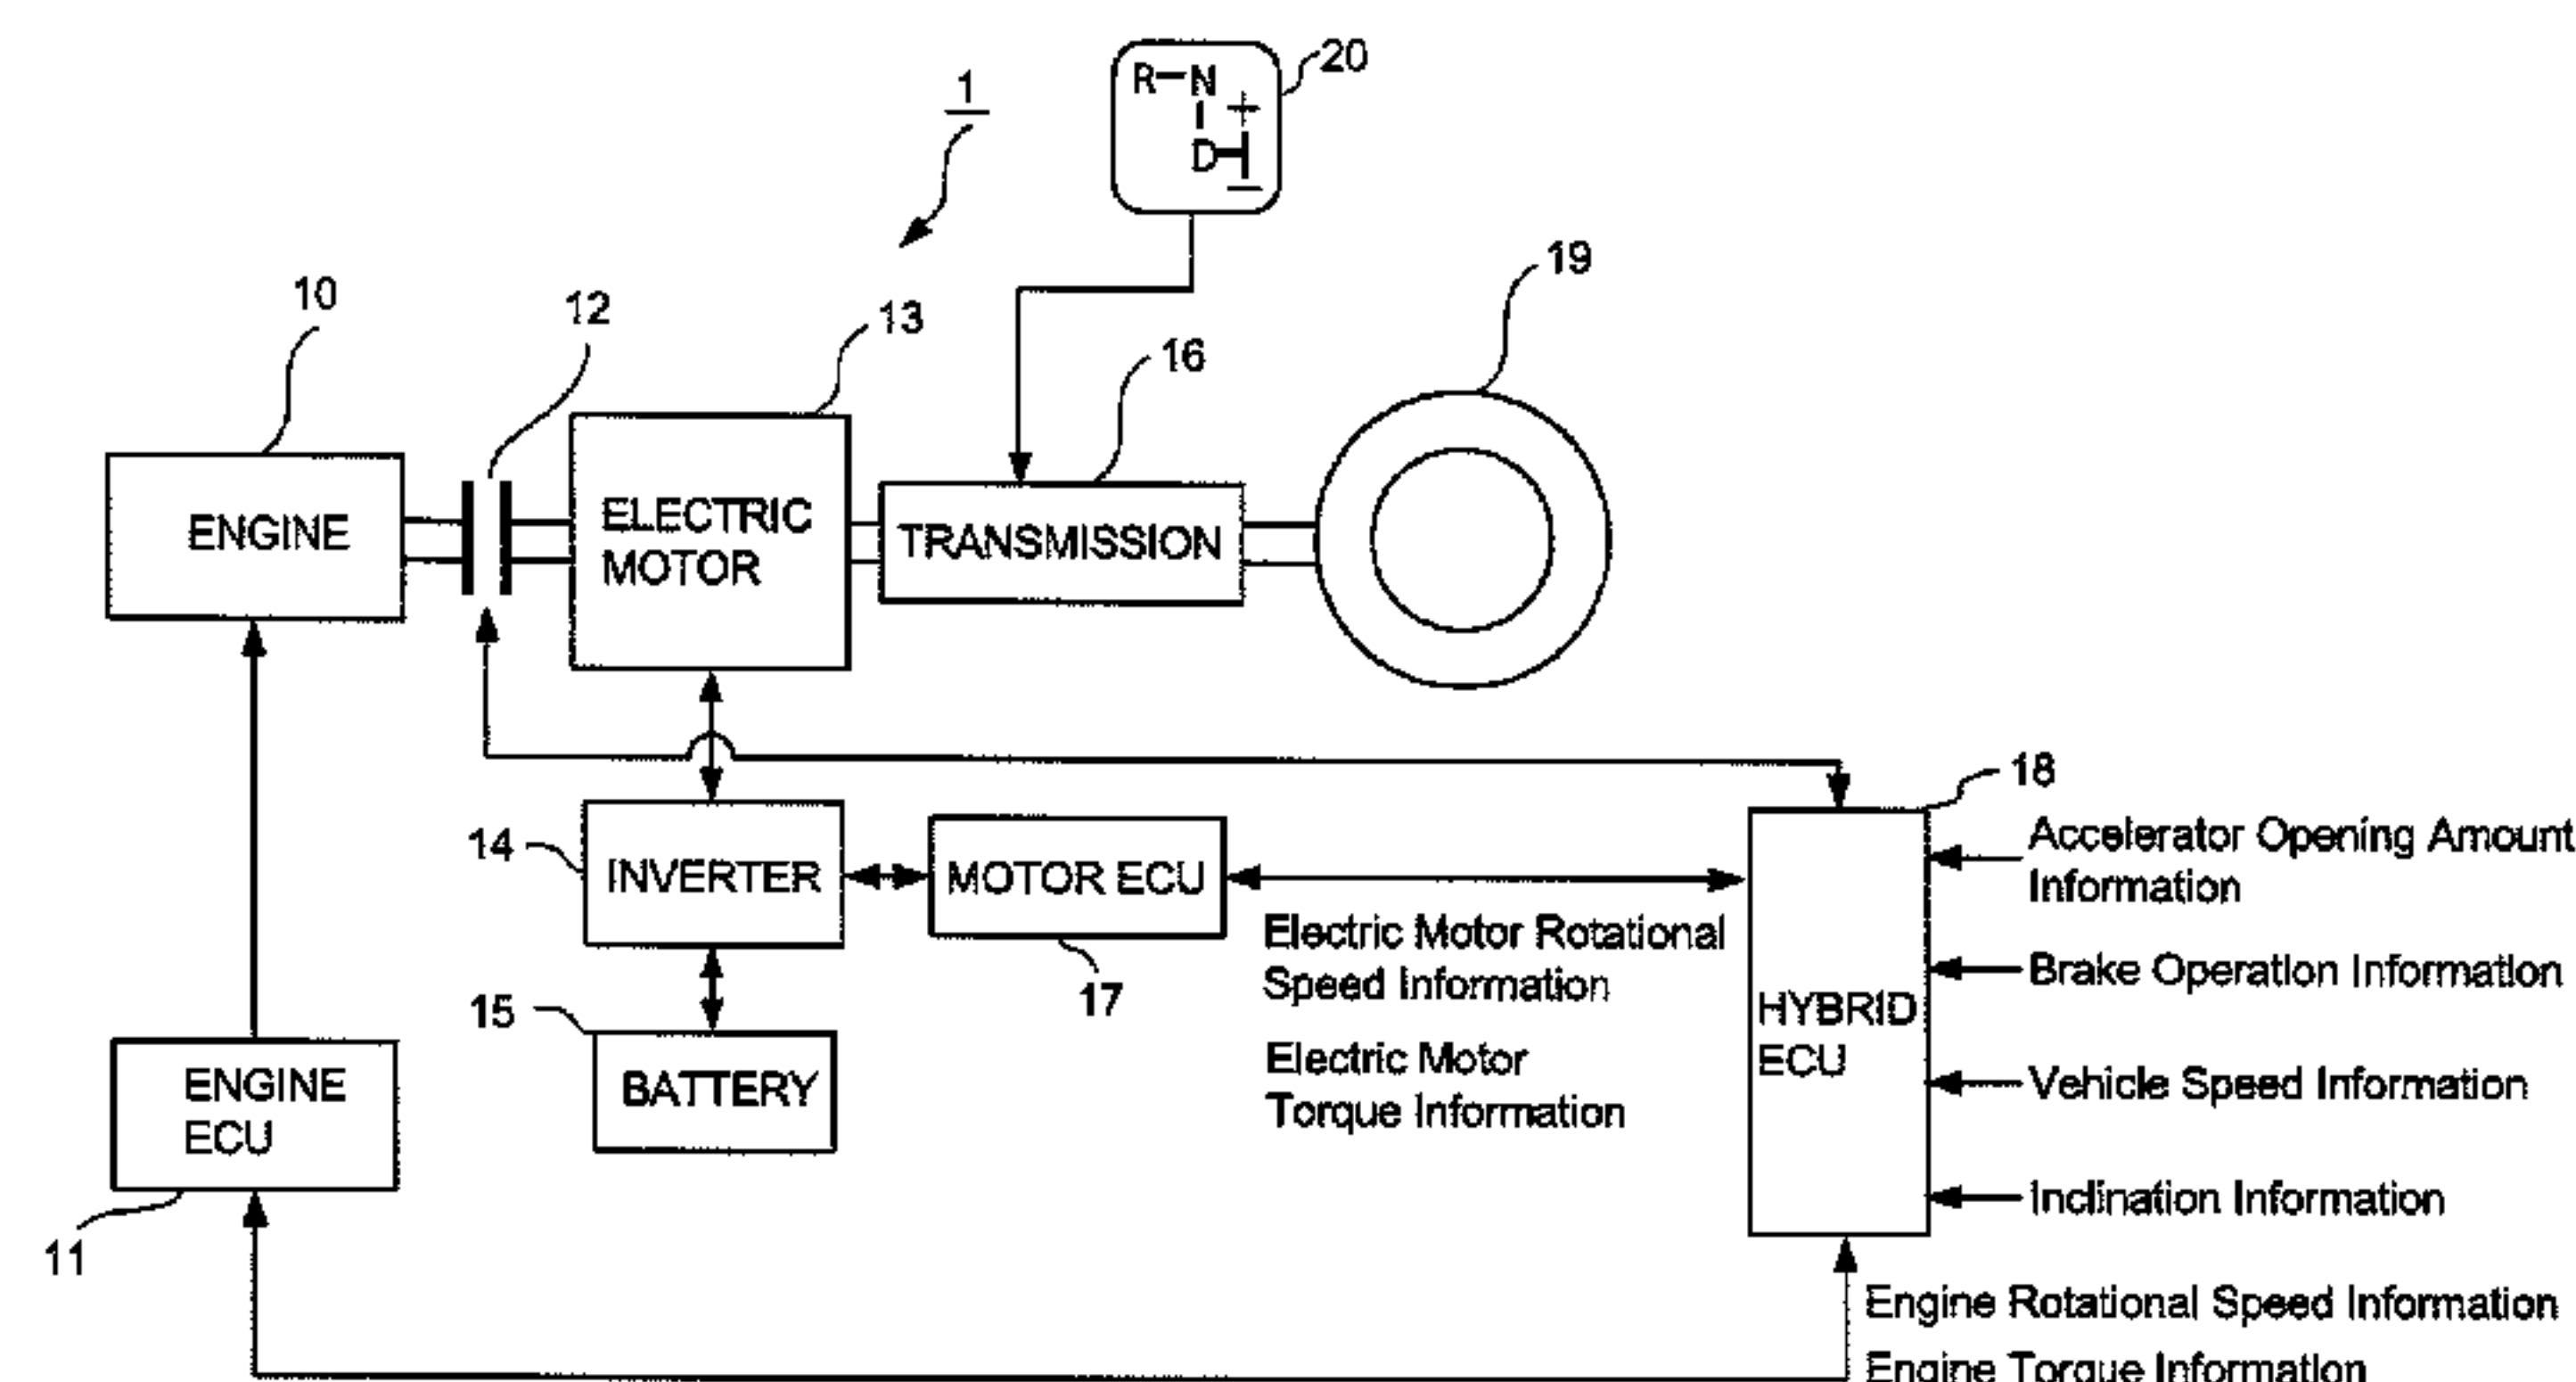 1
20
R-N
+
D
-
10
12
13
16
19
ENGINE
ELECTRIC
MOTOR
TRANSMISSION
18
14
INVERTER
MOTOR ECU
17
Accelerator Opening Amount
Information
Electric Motor Rotational
Speed Information
Brake Operation Information
HYBRID
ECU
15
BATTERY
Electric Motor
Torque Information
Vehicle Speed Information
ENGINE
ECU
11
Inclination Information
Engine Rotational Speed Information
Engine Torque Information